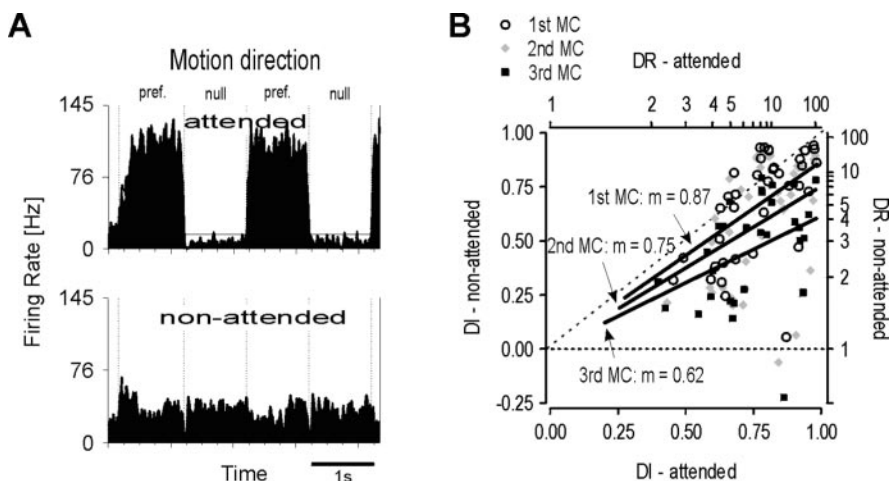 A
Motion direction
pref. null pref. null
attended
145
76
0
Firing Rate [Hz]
non-attended
145
76
0
Time
1s
B
1st MC
2nd MC
3rd MC
DR - attended
1 2 3 4 5 10 100
1.00
0.75
0.50
0.25
0.00
-0.25
DI - non-attended
1st MC: m = 0.87
2nd MC: m = 0.75
3rd MC: m = 0.62
100
10
5
4
3
2
1
DR - non-attended
0.00 0.25 0.50 0.75 1.00
DI - attended